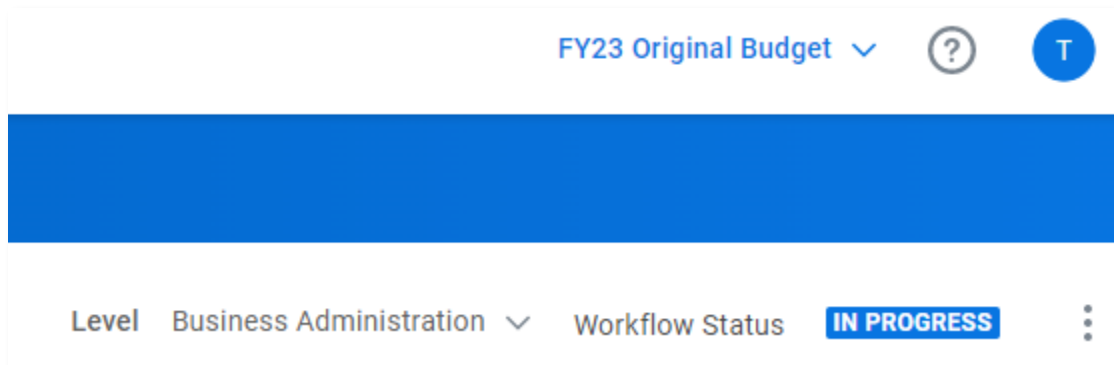 FY23 Original Budget ? T
Level Business Administration Workflow Status IN PROGRESS